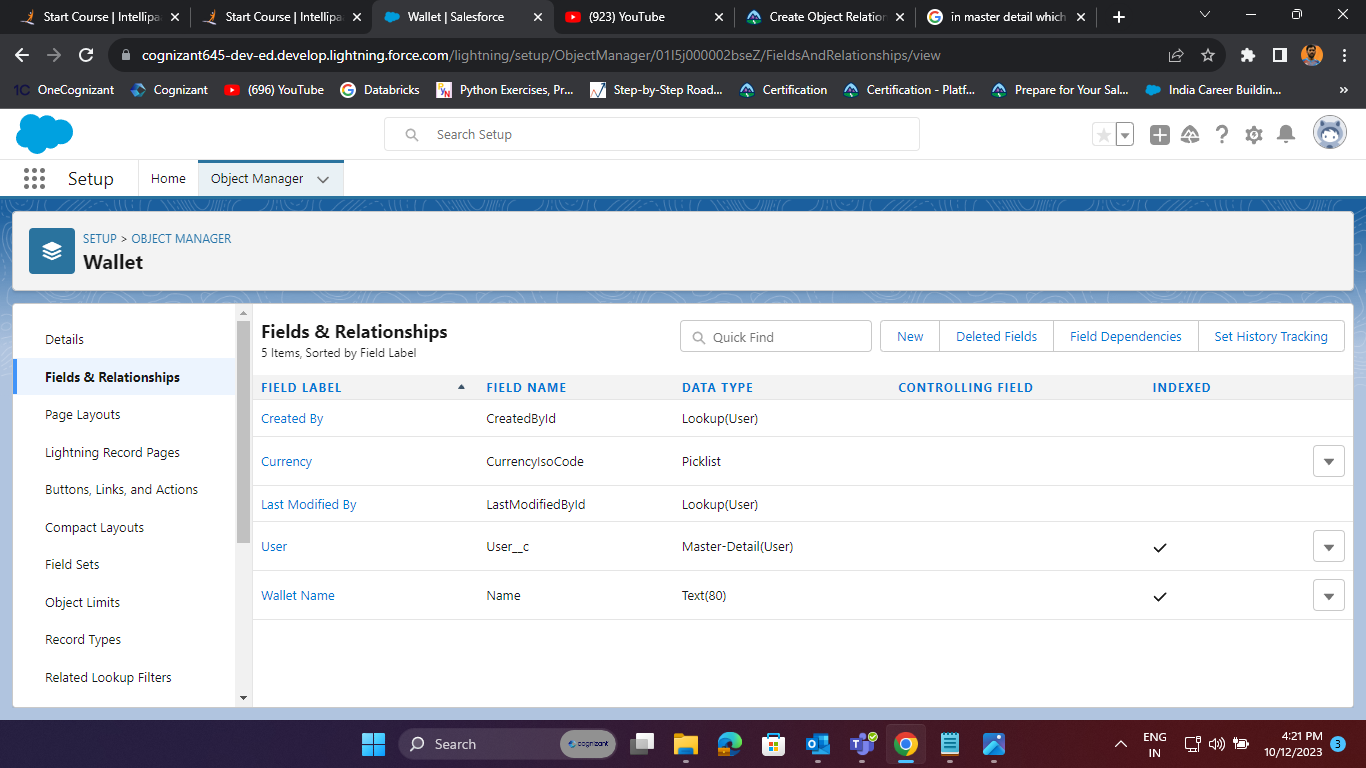 Start Course | Intellipaa
Start Course | Intellipaa
Wallet | Salesforce
(923) YouTube
Create Object Relation
in master detail which
cognizant645-dev-ed.develop.lightning.force.com/lightning/setup/ObjectManager/01I5j000002bseZ/FieldsAndRelationships/view
1C OneCognizant
Cognizant
(696) YouTube
Databricks
Python Exercises, Pr...
Step-by-Step Road...
Certification
Certification - Platf...
Prepare for Your Sal...
India Career Buildin...
»
Search Setup
Setup
Home
Object Manager
SETUP > OBJECT MANAGER
Wallet
Details
Fields & Relationships
Page Layouts
Lightning Record Pages
Buttons, Links, and Actions
Compact Layouts
Field Sets
Object Limits
Record Types
Related Lookup Filters
Fields & Relationships
5 Items, Sorted by Field Label
Quick Find
New
Deleted Fields
Field Dependencies
Set History Tracking
FIELD LABEL FIELD NAME DATA TYPE CONTROLLING FIELD INDEXED
Created By CreatedById Lookup(User)
Currency CurrencyIsoCode Picklist
Last Modified By LastModifiedById Lookup(User)
User User__c Master-Detail(User)
Wallet Name Name Text(80)
Search
cognizant
ENG
IN
4:21 PM
10/12/2023
3